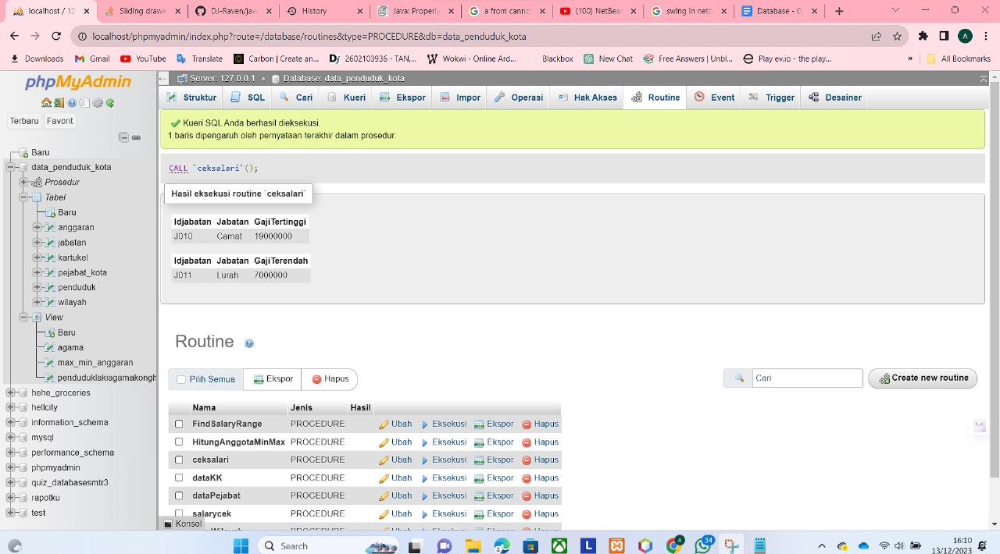 localhost / 12
Sliding drawe
DJ-Raven/java
History
Java: Properly
a from cannot
(100) NetBea
swing in netb
Database - G
localhost/phpmyadmin/index.php?route=/database/routines&type=PROCEDURE&db=data_penduduk_kota
A
Downloads
Gmail
YouTube
Translate
Carbon | Create an...
2602103936 - TAN,...
Wokwi - Online Ard...
Blackbox
New Chat
Free Answers | Unbl...
Play ev.io - the play...
»
All Bookmarks
phpMyAdmin
Terbaru
Favorit
Baru
data_penduduk_kota
Prosedur
Tabel
Baru
anggaran
jabatan
kartukel
pejabat_kota
penduduk
wilayah
View
Baru
agama
max_min_anggaran
penduduklakiagamakongh
hehe_groceries
hellcity
information_schema
mysql
performance_schema
phpmyadmin
quiz_databasesmtr3
rapotku
test
Server: 127.0.0.1 » Database: data_penduduk_kota
Struktur
SQL
Cari
Kueri
Ekspor
Impor
Operasi
Hak Akses
Routine
Event
Trigger
Desainer
Kueri SQL Anda berhasil dieksekusi.
1 baris dipengaruh oleh pernyataan terakhir dalam prosedur.
CALL `ceksalari`();
Hasil eksekusi routine `ceksalari`
Idjabatan Jabatan GajiTertinggi
J010 Camat 19000000
Idjabatan Jabatan GajiTerendah
J011 Lurah 7000000
Routine
Pilih Semua
Ekspor
Hapus
Cari
Create new routine
Nama Jenis Hasil
FindSalaryRange PROCEDURE Ubah Eksekusi Ekspor Hapus
HitungAnggotaMinMax PROCEDURE Ubah Eksekusi Ekspor Hapus
ceksalari PROCEDURE Ubah Eksekusi Ekspor Hapus
dataKK PROCEDURE Ubah Eksekusi Ekspor Hapus
dataPejabat PROCEDURE Ubah Eksekusi Ekspor Hapus
salarycek PROCEDURE Ubah Eksekusi Ekspor Hapus
Konsol
Search
34
16:10
13/12/2023